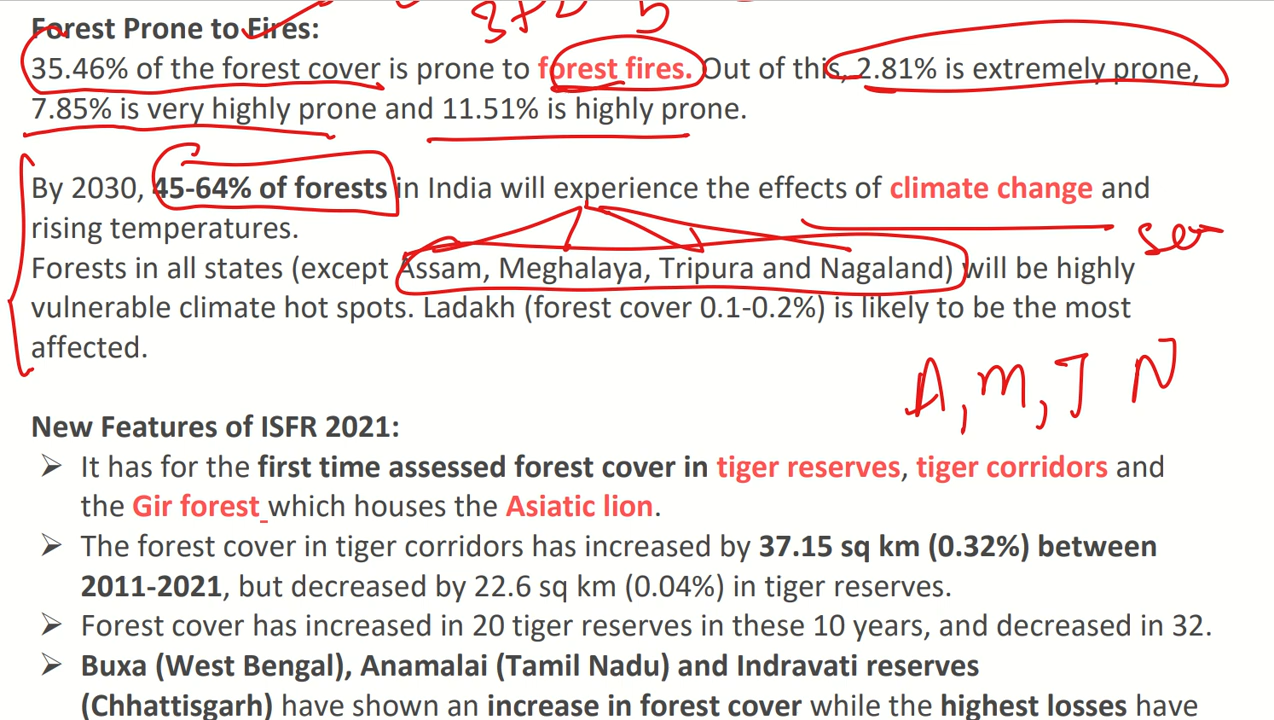 3+2 5
Forest Prone to Fires:
35.46% of the forest cover is prone to forest fires. Out of this, 2.81% is extremely prone,
7.85% is very highly prone and 11.51% is highly prone.
By 2030, 45-64% of forests in India will experience the effects of climate change and
rising temperatures.
Forests in all states (except Assam, Meghalaya, Tripura and Nagaland) will be highly
vulnerable climate hot spots. Ladakh (forest cover 0.1-0.2%) is likely to be the most
affected.
A, M, T N
New Features of ISFR 2021:
➢ It has for the first time assessed forest cover in tiger reserves, tiger corridors and
the Gir forest which houses the Asiatic lion.
➢ The forest cover in tiger corridors has increased by 37.15 sq km (0.32%) between
2011-2021, but decreased by 22.6 sq km (0.04%) in tiger reserves.
➢ Forest cover has increased in 20 tiger reserves in these 10 years, and decreased in 32.
➢ Buxa (West Bengal), Anamalai (Tamil Nadu) and Indravati reserves
(Chhattisgarh) have shown an increase in forest cover while the highest losses have